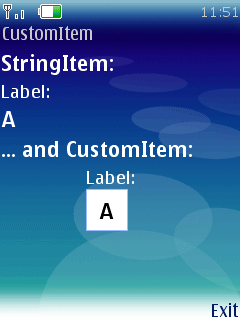 11:51
CustomItem
StringItem:
Label:
A
... and CustomItem:
Label:
A
Exit